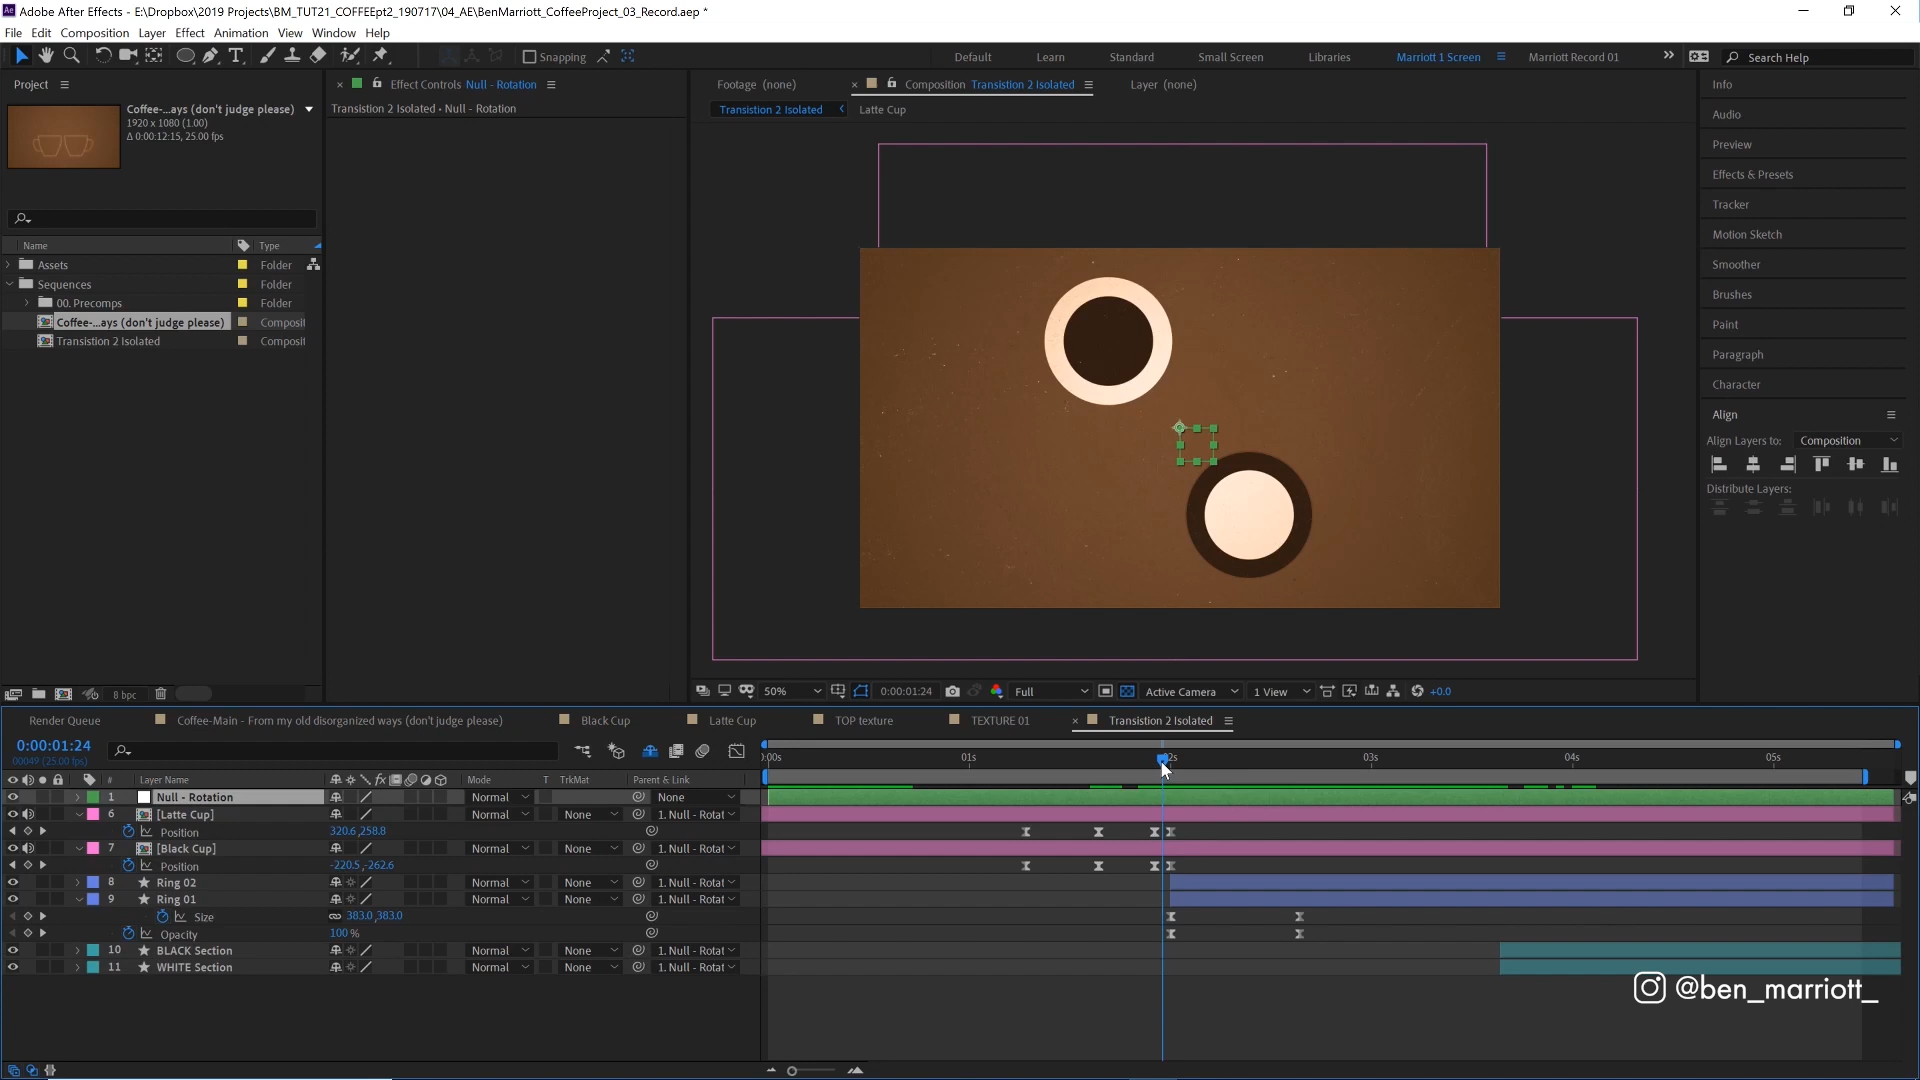 Adobe After Effects - E:\Dropbox\2019 Projects\BM_TUT21_COFFEEpt2_190717\04_AE\BenMarriott_CoffeeProject_03_Record.aep *
File Edit Composition Layer Effect Animation View Window Help
Snapping Default Learn Standard Small Screen Libraries Marriott 1 Screen Marriott Record 01 Search Help
Project Effect Controls Null - Rotation Footage (none) Composition Transistion 2 Isolated Layer (none) Info
Coffee-...ays (don't judge please) Transistion 2 Isolated • Null - Rotation Transistion 2 Isolated Latte Cup
1920 x 1080 (1.00)
Δ 0:00:12:15, 25.00 fps
Audio
Preview
Effects & Presets
Tracker
Motion Sketch
Smoother
Brushes
Paint
Paragraph
Character
Align
Align Layers to: Composition
Distribute Layers:
Name Type
Assets Folder
Sequences Folder
00. Precomps Folder
Coffee-...ays (don't judge please) Composit
Transistion 2 Isolated Composit
8 bpc 50% 0:00:01:24 Full Active Camera 1 View +0.0
Render Queue Coffee-Main - From my old disorganized ways (don't judge please) Black Cup Latte Cup TOP texture TEXTURE 01 Transistion 2 Isolated
0:00:01:24
00049 (25.00 fps)
:00s 01s 02s 03s 04s 05s
# Layer Name Mode T TrkMat Parent & Link
1 Null - Rotation Normal None
6 [Latte Cup] Normal None 1. Null - Rotat
Position 320.6,258.8
7 [Black Cup] Normal None 1. Null - Rotat
Position -220.5,-262.6
8 Ring 02 Normal None 1. Null - Rotat
9 Ring 01 Normal None 1. Null - Rotat
Size 383.0,383.0
Opacity 100 %
10 BLACK Section Normal None 1. Null - Rotat
11 WHITE Section Normal None 1. Null - Rotat
@ben_marriott_